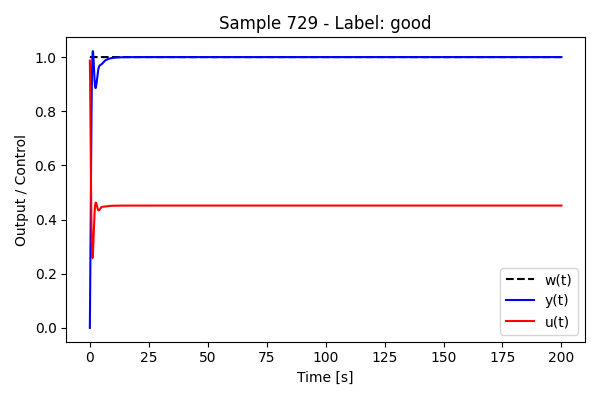 Sample 729 - Label: good
Output / Control
1.0
0.8
0.6
0.4
0.2
0.0
w(t)
y(t)
u(t)
0 25 50 75 100 125 150 175 200
Time [s]